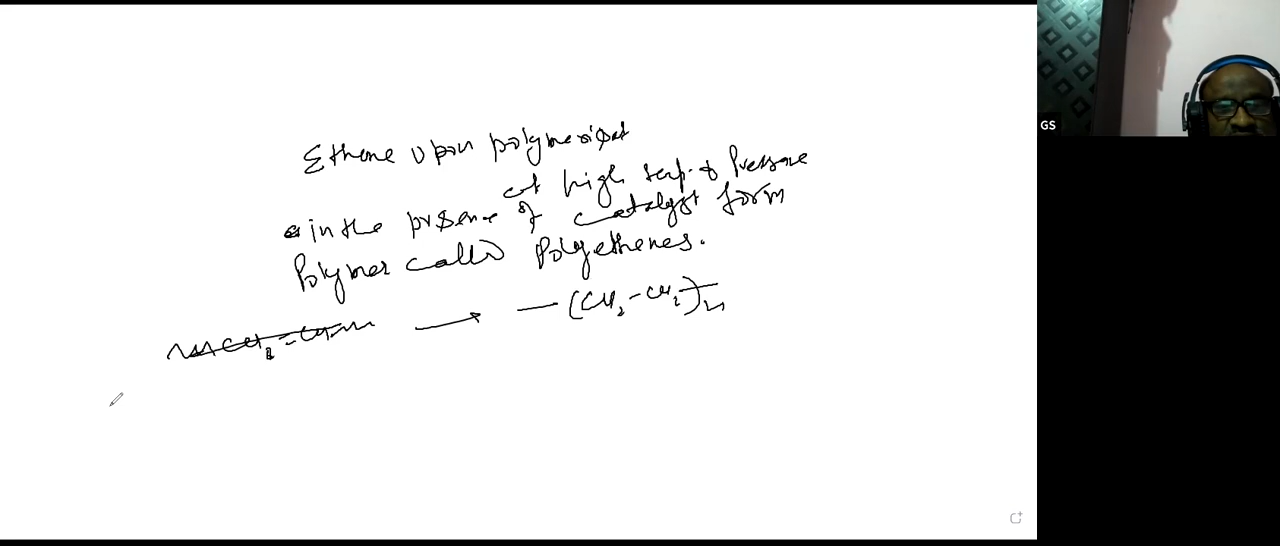 Ethene upon polymerised
at high temp. & Pressure
in the presence of catalyst form
Polymer called Polyethenes.
→ —(CH₂–CH₂)n
GS